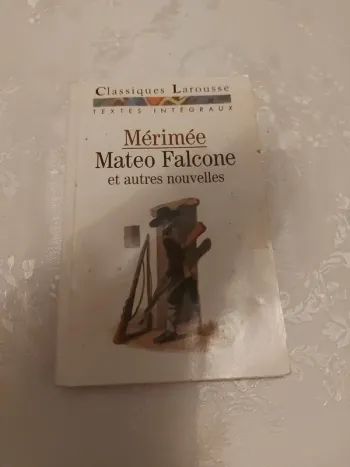 Classiques Larousse
TEXTES INTÉGRAUX
Mérimée
Mateo Falcone
et autres nouvelles